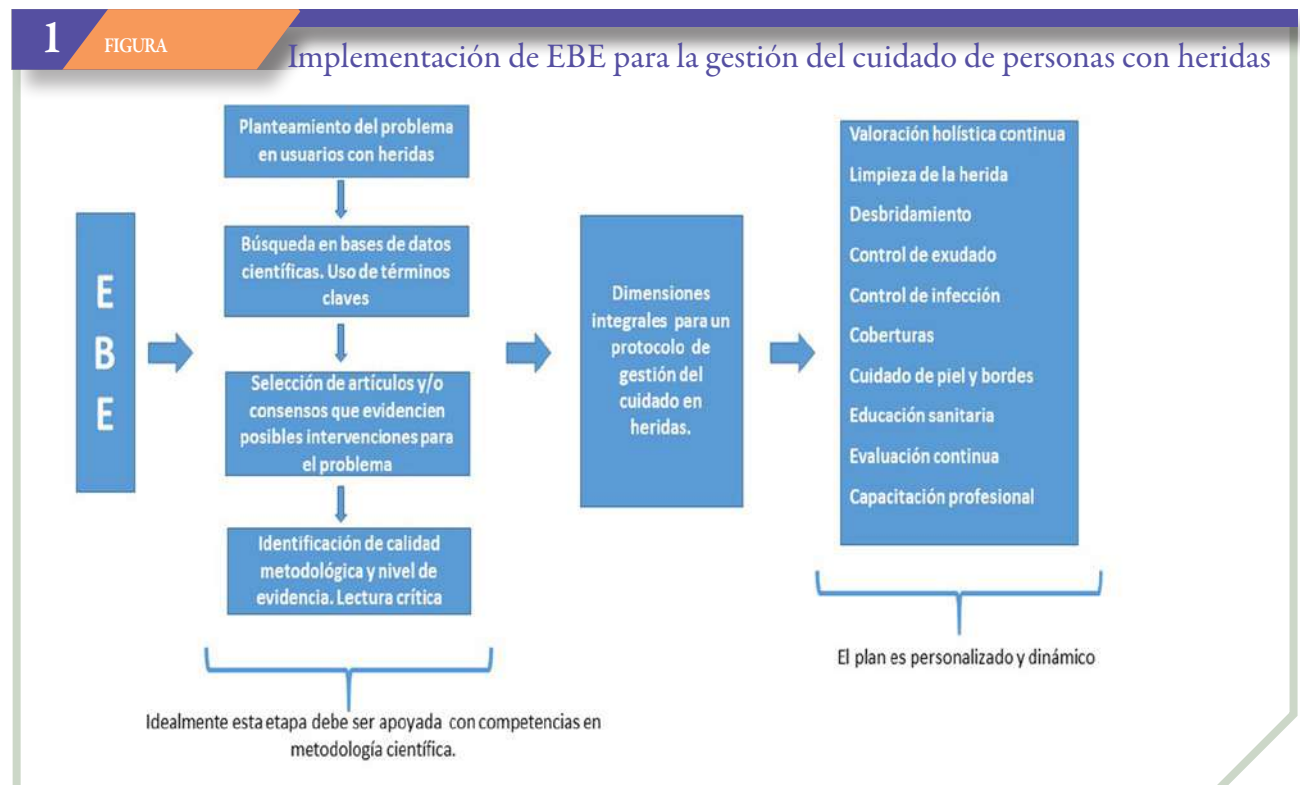 1 FIGURA
Implementación de EBE para la gestión del cuidado de personas con heridas
E
B
E
Planteamiento del problema
en usuarios con heridas
Búsqueda en bases de datos
científicas. Uso de términos
claves
Selección de artículos y/o
consensos que evidencien
posibles intervenciones para
el problema
Identificación de calidad
metodológica y nivel de
evidencia. Lectura crítica
Idealmente esta etapa debe ser apoyada con competencias en
metodología científica.
Dimensiones
integrales para un
protocolo de
gestión del
cuidado en
heridas.
Valoración holística continua
Limpieza de la herida
Desbridamiento
Control de exudado
Control de infección
Coberturas
Cuidado de piel y bordes
Educación sanitaria
Evaluación continua
Capacitación profesional
El plan es personalizado y dinámico